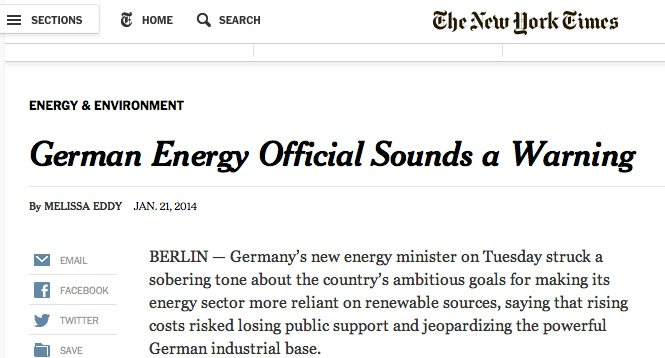 SECTIONS HOME SEARCH The New York Times
ENERGY & ENVIRONMENT
German Energy Official Sounds a Warning
By MELISSA EDDY JAN. 21, 2014
EMAIL
FACEBOOK
TWITTER
SAVE
BERLIN — Germany's new energy minister on Tuesday struck a
sobering tone about the country's ambitious goals for making its
energy sector more reliant on renewable sources, saying that rising
costs risked losing public support and jeopardizing the powerful
German industrial base.